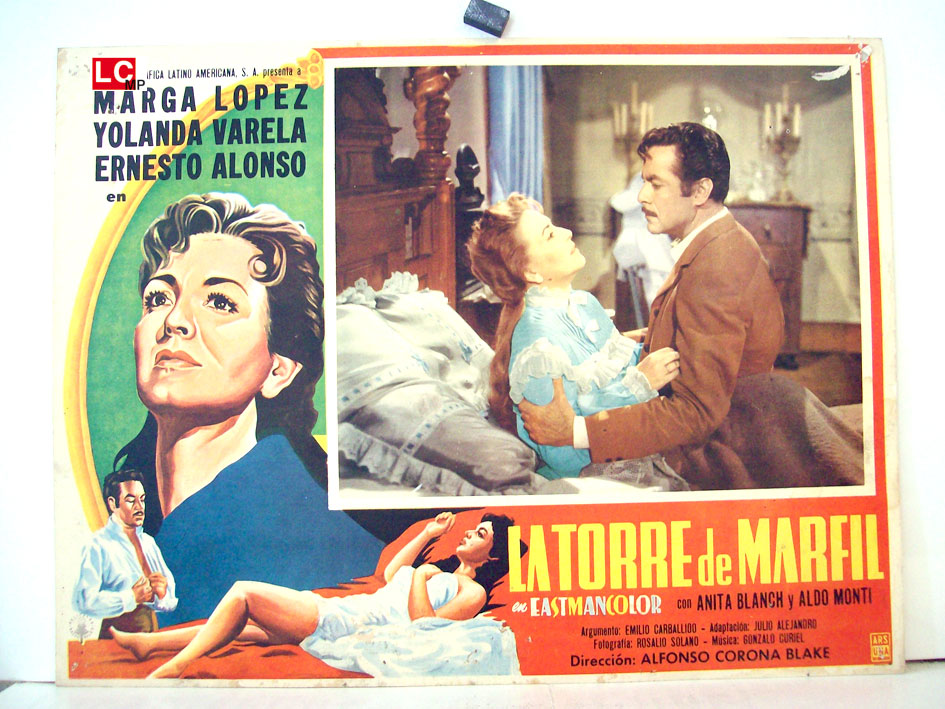 LC
MP
ÍFICA LATINO AMERICANA, S. A. presenta a
MARGA LOPEZ
YOLANDA VARELA
ERNESTO ALONSO
en
LA TORRE de MARFIL
en EASTMANCOLOR con ANITA BLANCH y ALDO MONTI
Argumento: EMILIO CARBALLIDO - Adaptación: JULIO ALEJANDRO
Fotografía: ROSALIO SOLANO - Música: GONZALO CURIEL
Dirección: ALFONSO CORONA BLAKE
ARS
UNA